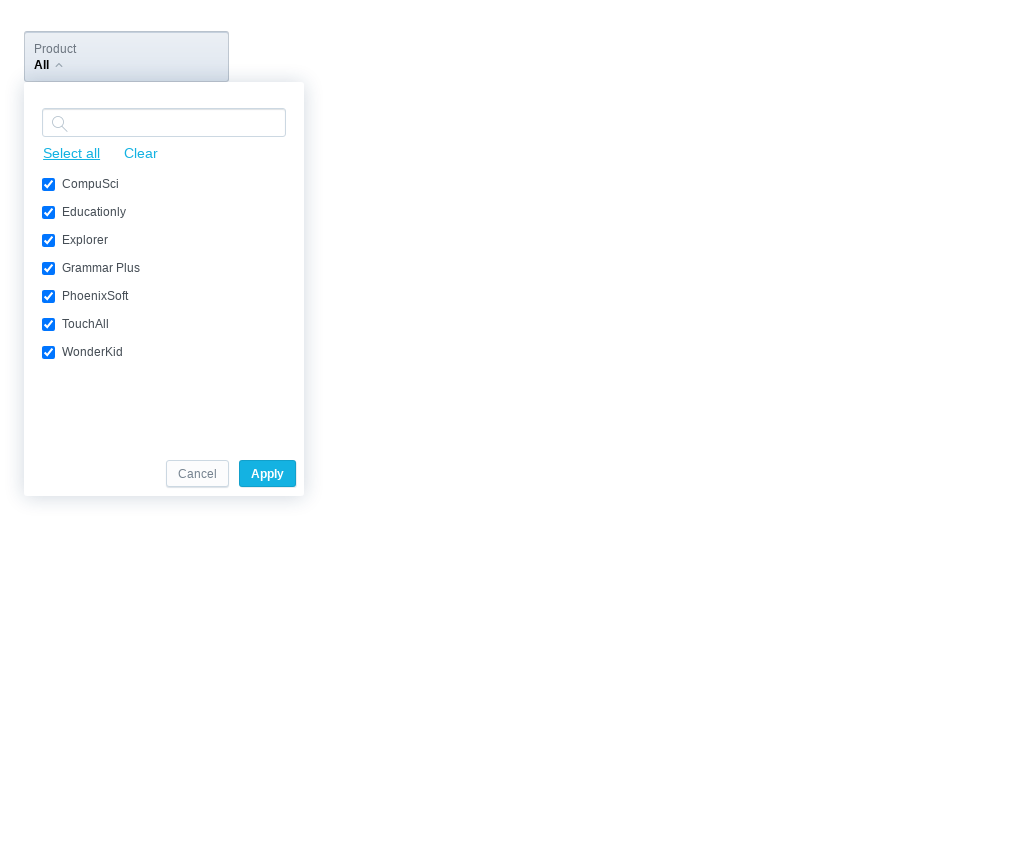 Product
All
Select all Clear
CompuSci
Educationly
Explorer
Grammar Plus
PhoenixSoft
TouchAll
WonderKid
Cancel Apply